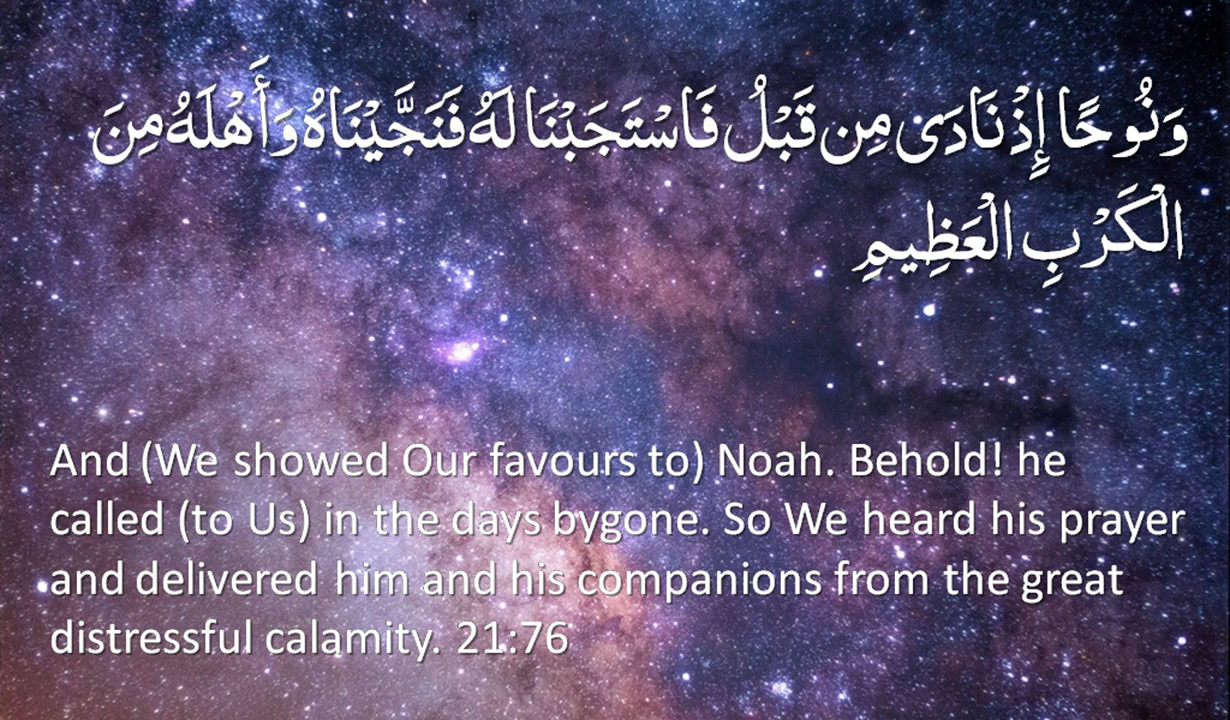 وَنُوحًا إِذْ نَادَى مِن قَبْلُ فَاسْتَجَبْنَا لَهُ فَنَجَّيْنَاهُ وَأَهْلَهُ مِنَ
الْكَرْبِ الْعَظِيمِ
And (We showed Our favours to) Noah. Behold! he
called (to Us) in the days bygone. So We heard his prayer
and delivered him and his companions from the great
distressful calamity. 21:76